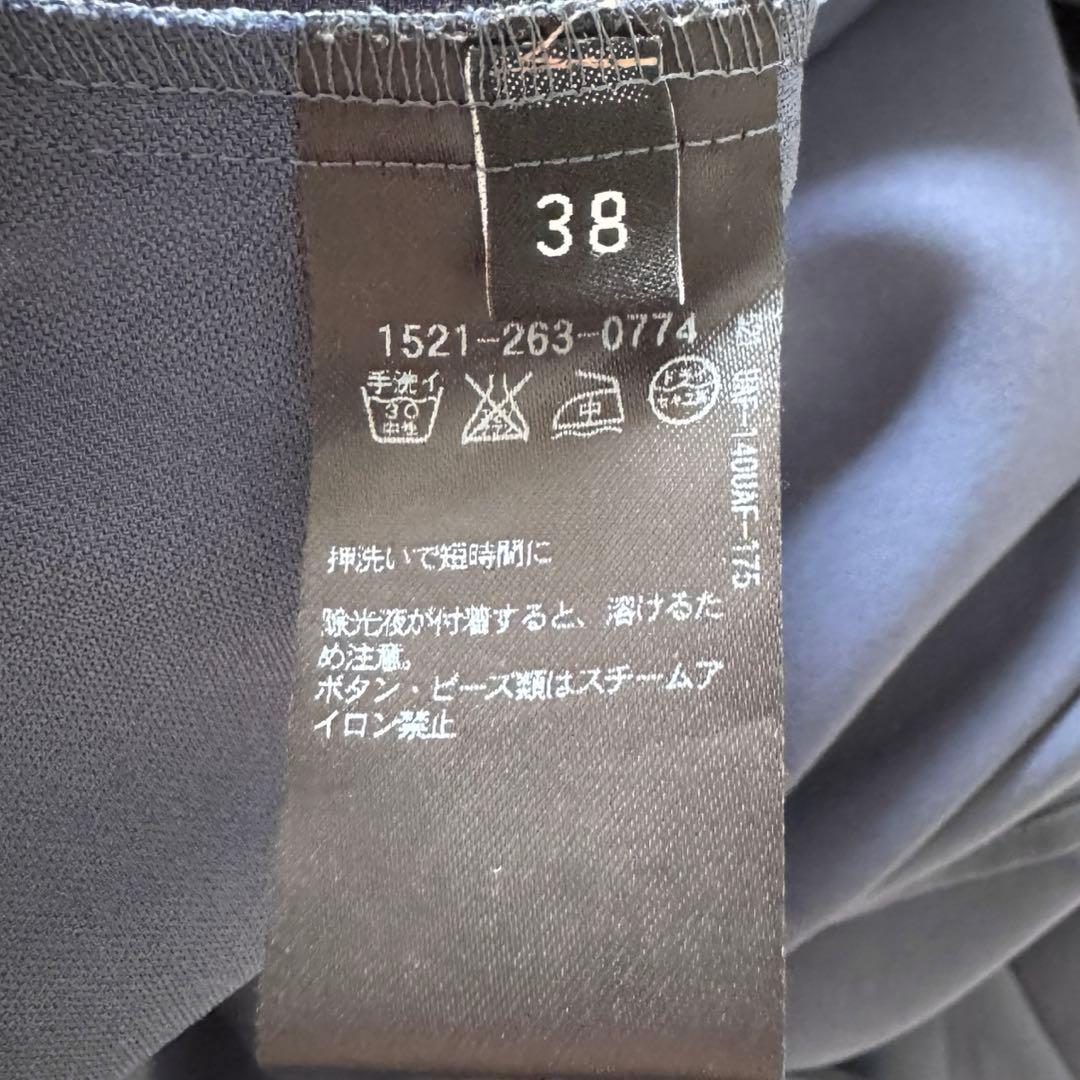 38
1521-263-0774
手洗イ
30
中性
中
押洗いで短時間に
除光液が付着すると、溶けるた
め注意。
ボタン・ビーズ類はスチームア
イロン禁止